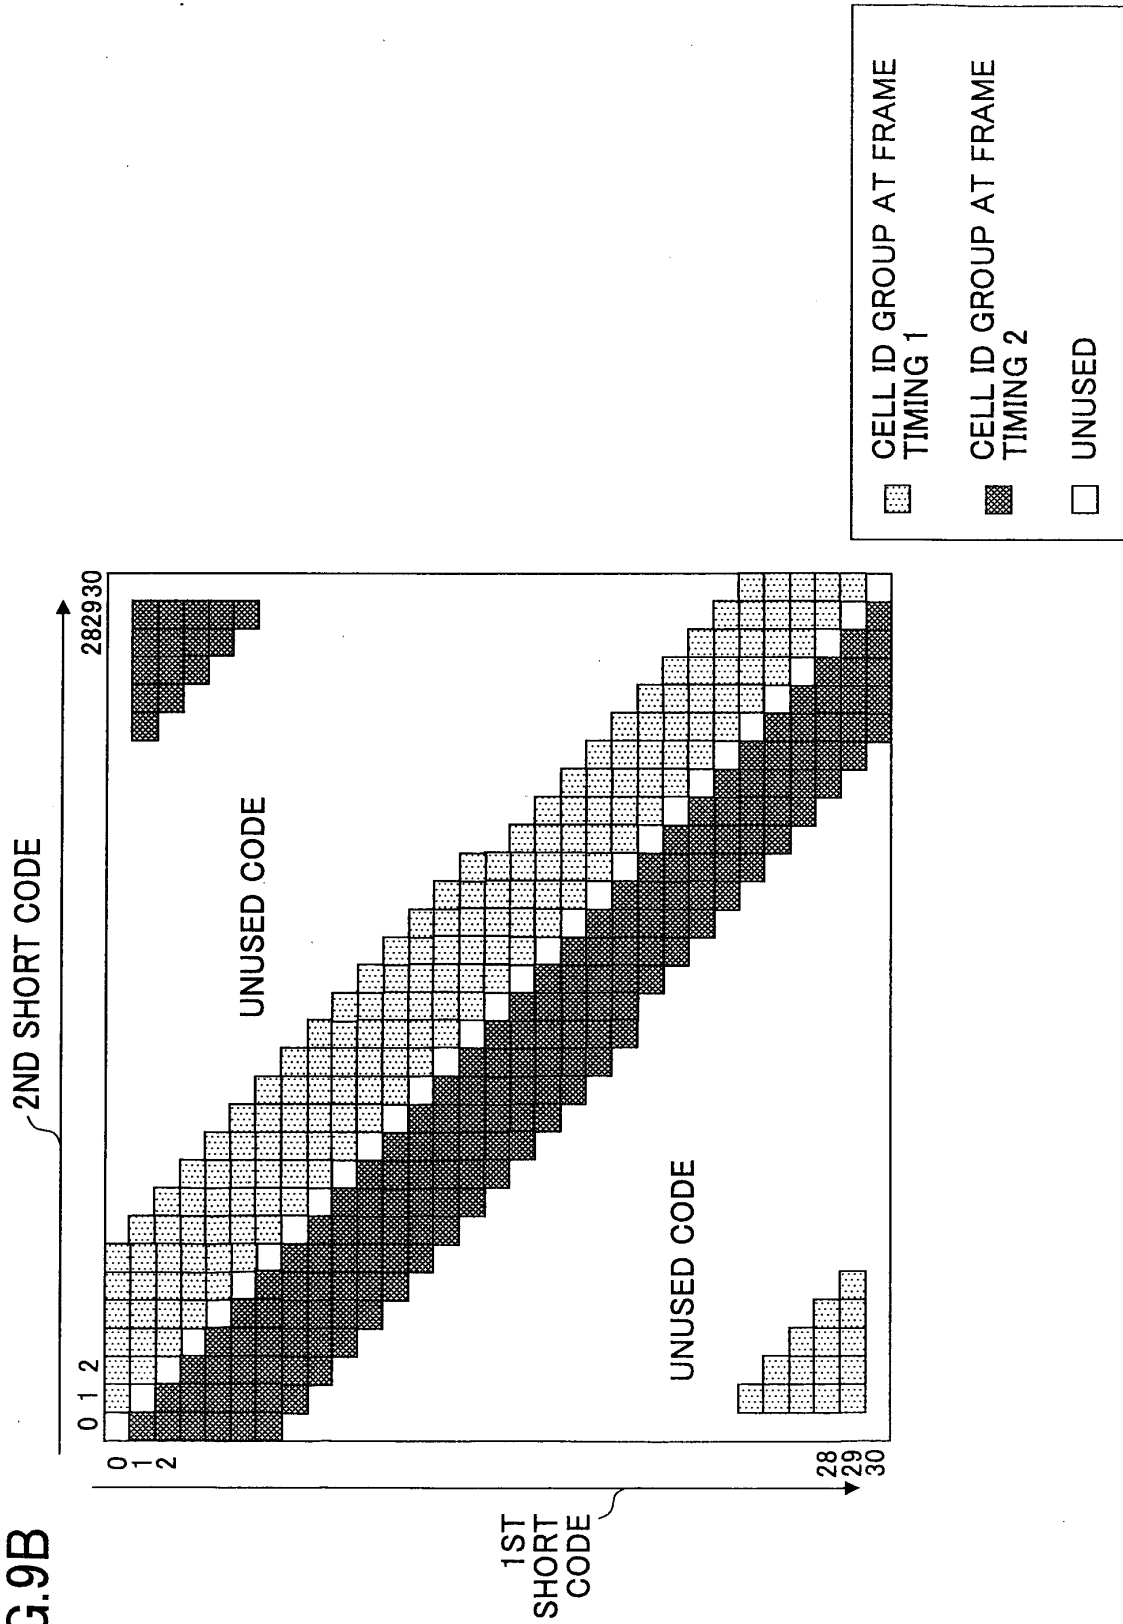 G.9B
2ND SHORT CODE
0 1 2
282930
0
1
2
28
29
30
1ST
SHORT
CODE
UNUSED CODE
UNUSED CODE
CELL ID GROUP AT FRAME
TIMING 1
CELL ID GROUP AT FRAME
TIMING 2
UNUSED